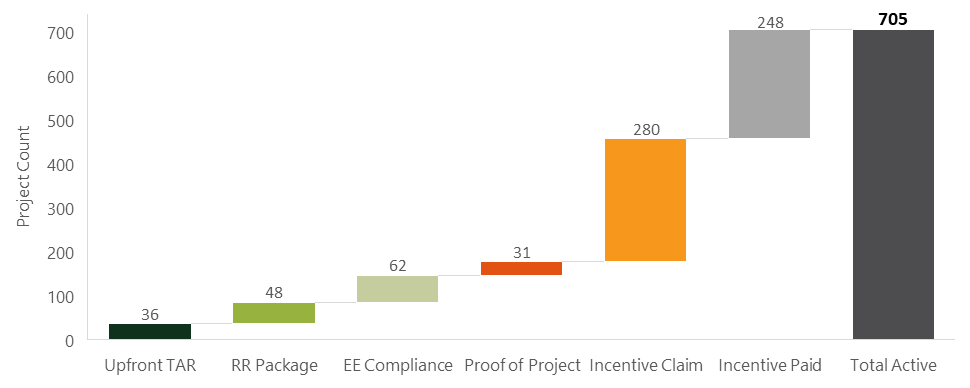 Project Count
700
600
500
400
300
200
100
0
36
48
62
31
280
248
705
Upfront TAR
RR Package
EE Compliance
Proof of Project
Incentive Claim
Incentive Paid
Total Active